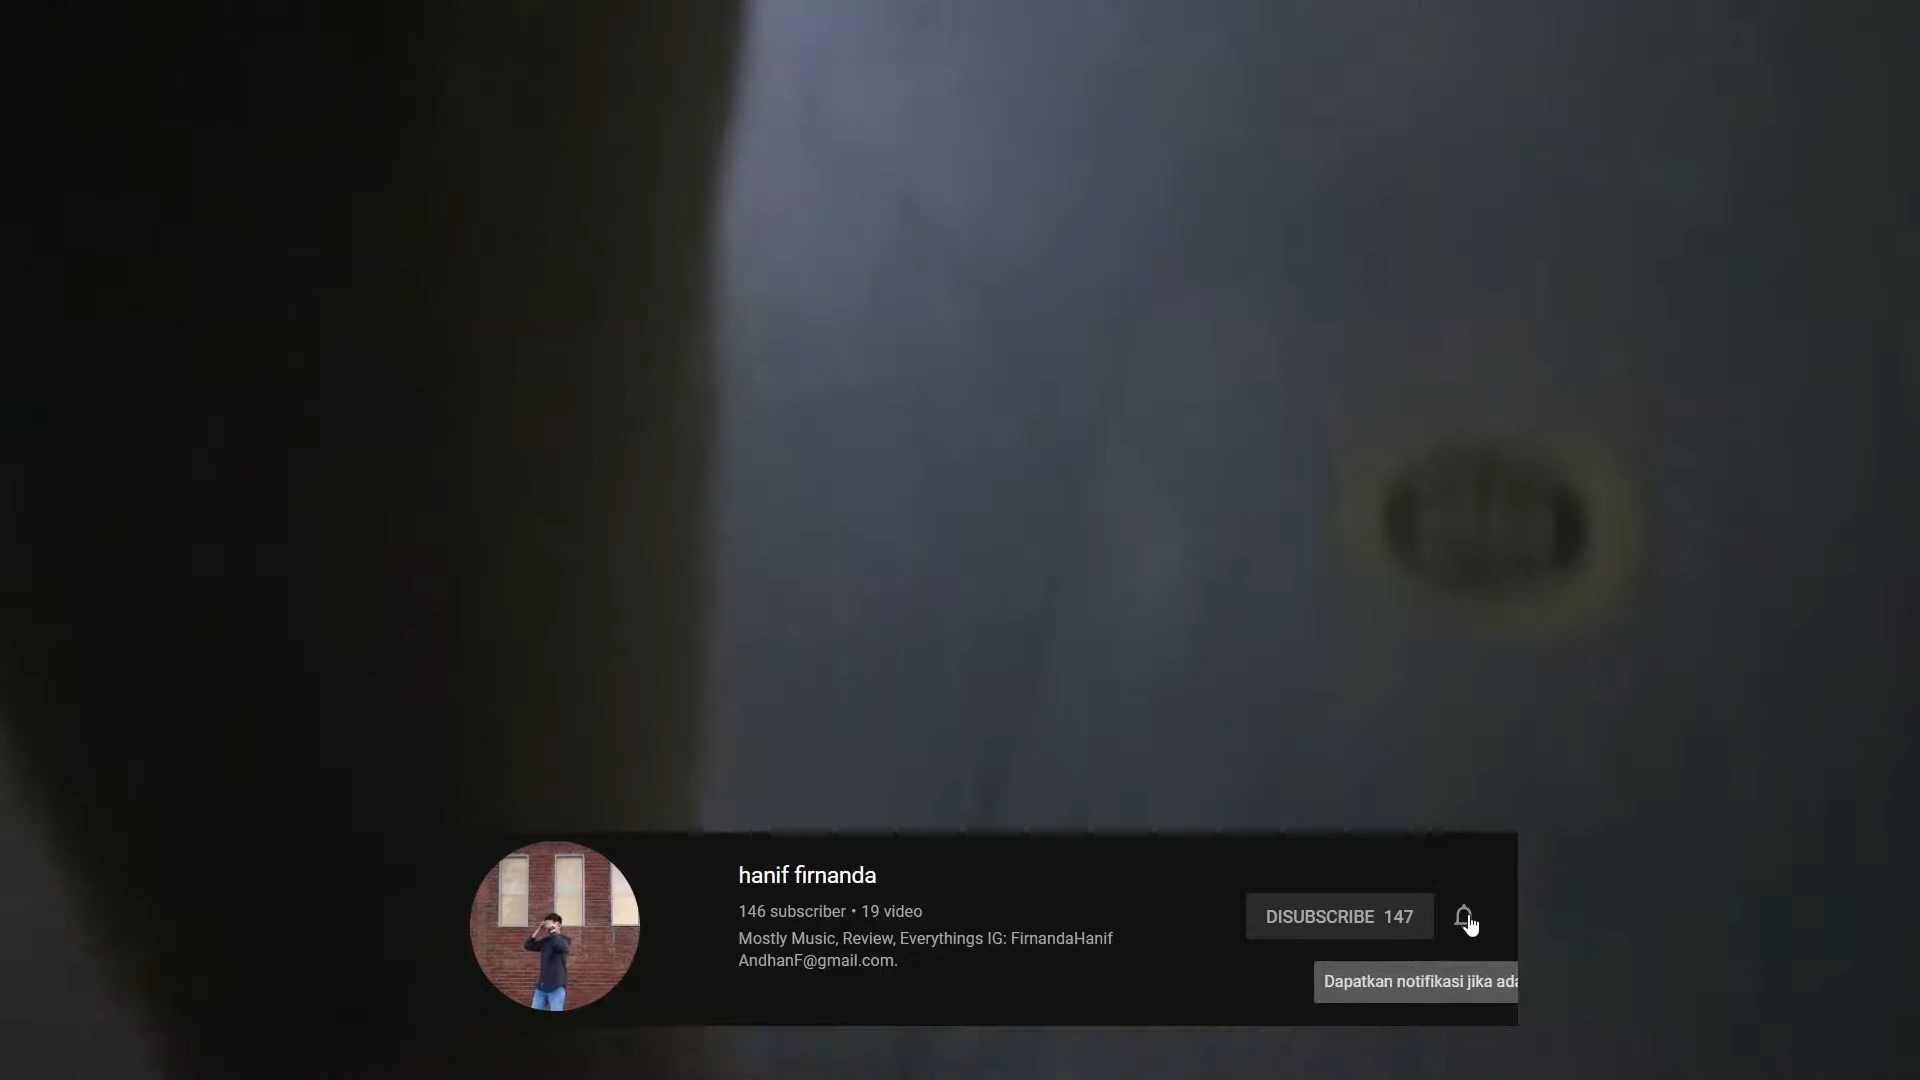 hanif firnanda
146 subscriber • 19 video
Mostly Music, Review, Everythings IG: FirnandaHanif
AndhanF@gmail.com.
DISUBSCRIBE 147
Dapatkan notifikasi jika ada